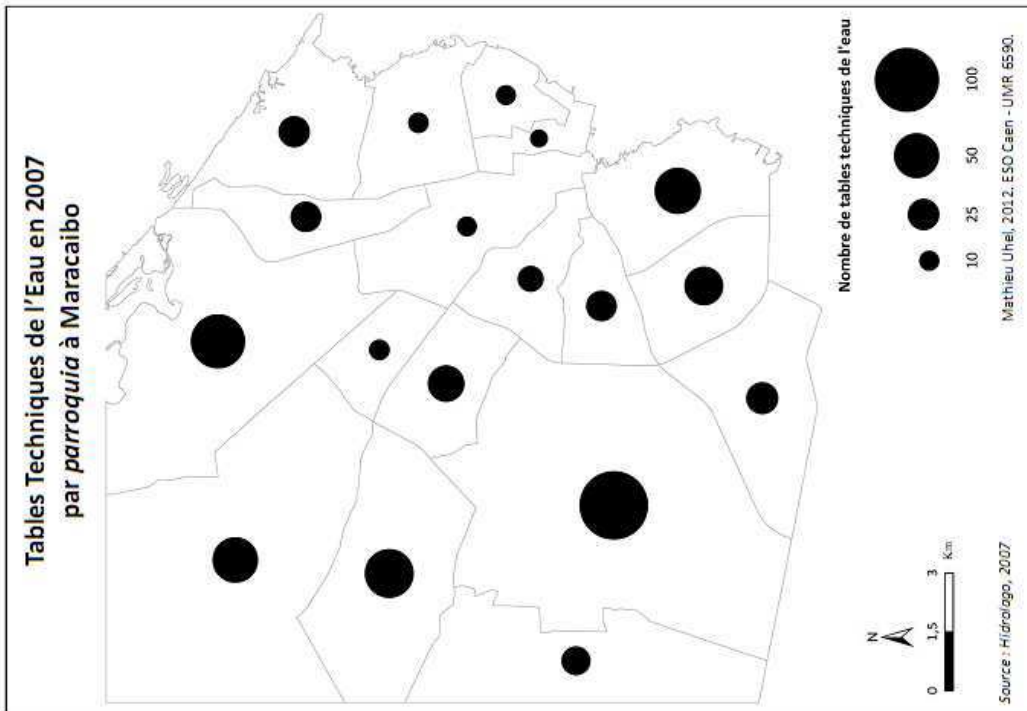 Tables Techniques de l'Eau en 2007
par parroquia à Maracaibo
Nombre de tables techniques de l'eau
10 25 50 100
N
0 1,5 3
Km
Source : Hidrolago, 2007
Mathieu Uhel, 2012. ESO Caen - UMR 6590.